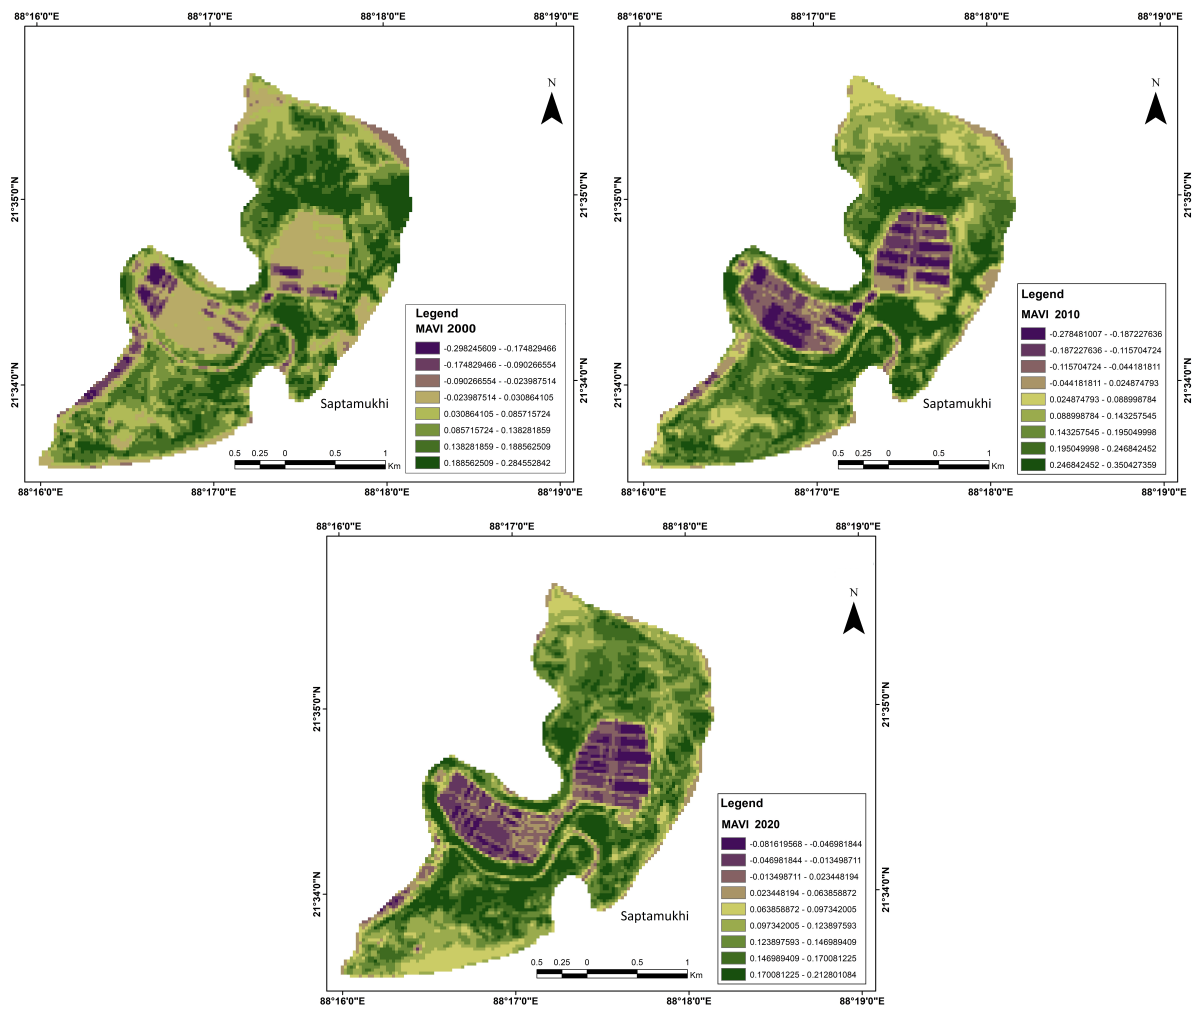 88°16'0"E 88°17'0"E 88°18'0"E 88°19'0"E
N
21°35'0"N
21°35'0"N
21°34'0"N
21°34'0"N
Legend
MAVI 2000
-0.298245609 - -0.174829466
-0.174829466 - -0.090266554
-0.090266554 - -0.023987514
-0.023987514 - 0.030864105
0.030864105 - 0.085715724
0.085715724 - 0.138281859
0.138281859 - 0.188562509
0.188562509 - 0.284552842
Saptamukhi
0.5 0.25 0 0.5 1
Km
88°16'0"E 88°17'0"E 88°18'0"E 88°19'0"E
88°16'0"E 88°17'0"E 88°18'0"E 88°19'0"E
N
21°35'0"N
21°35'0"N
21°34'0"N
21°34'0"N
Legend
MAVI 2010
-0.278481007 - -0.187227636
-0.187227636 - -0.115704724
-0.115704724 - -0.044181811
-0.044181811 - 0.024874793
0.024874793 - 0.088998784
0.088998784 - 0.143257545
0.143257545 - 0.195049998
0.195049998 - 0.246842452
0.246842452 - 0.350427359
Saptamukhi
0.5 0.25 0 0.5 1
Km
88°16'0"E 88°17'0"E 88°18'0"E 88°19'0"E
88°16'0"E 88°17'0"E 88°18'0"E 88°19'0"E
N
21°35'0"N
21°35'0"N
21°34'0"N
21°34'0"N
Legend
MAVI 2020
-0.081619568 - -0.046981844
-0.046981844 - -0.013498711
-0.013498711 - 0.023448194
0.023448194 - 0.063858872
0.063858872 - 0.097342005
0.097342005 - 0.123897593
0.123897593 - 0.146989409
0.146989409 - 0.170081225
0.170081225 - 0.212801084
Saptamukhi
0.5 0.25 0 0.5 1
Km
88°16'0"E 88°17'0"E 88°18'0"E 88°19'0"E